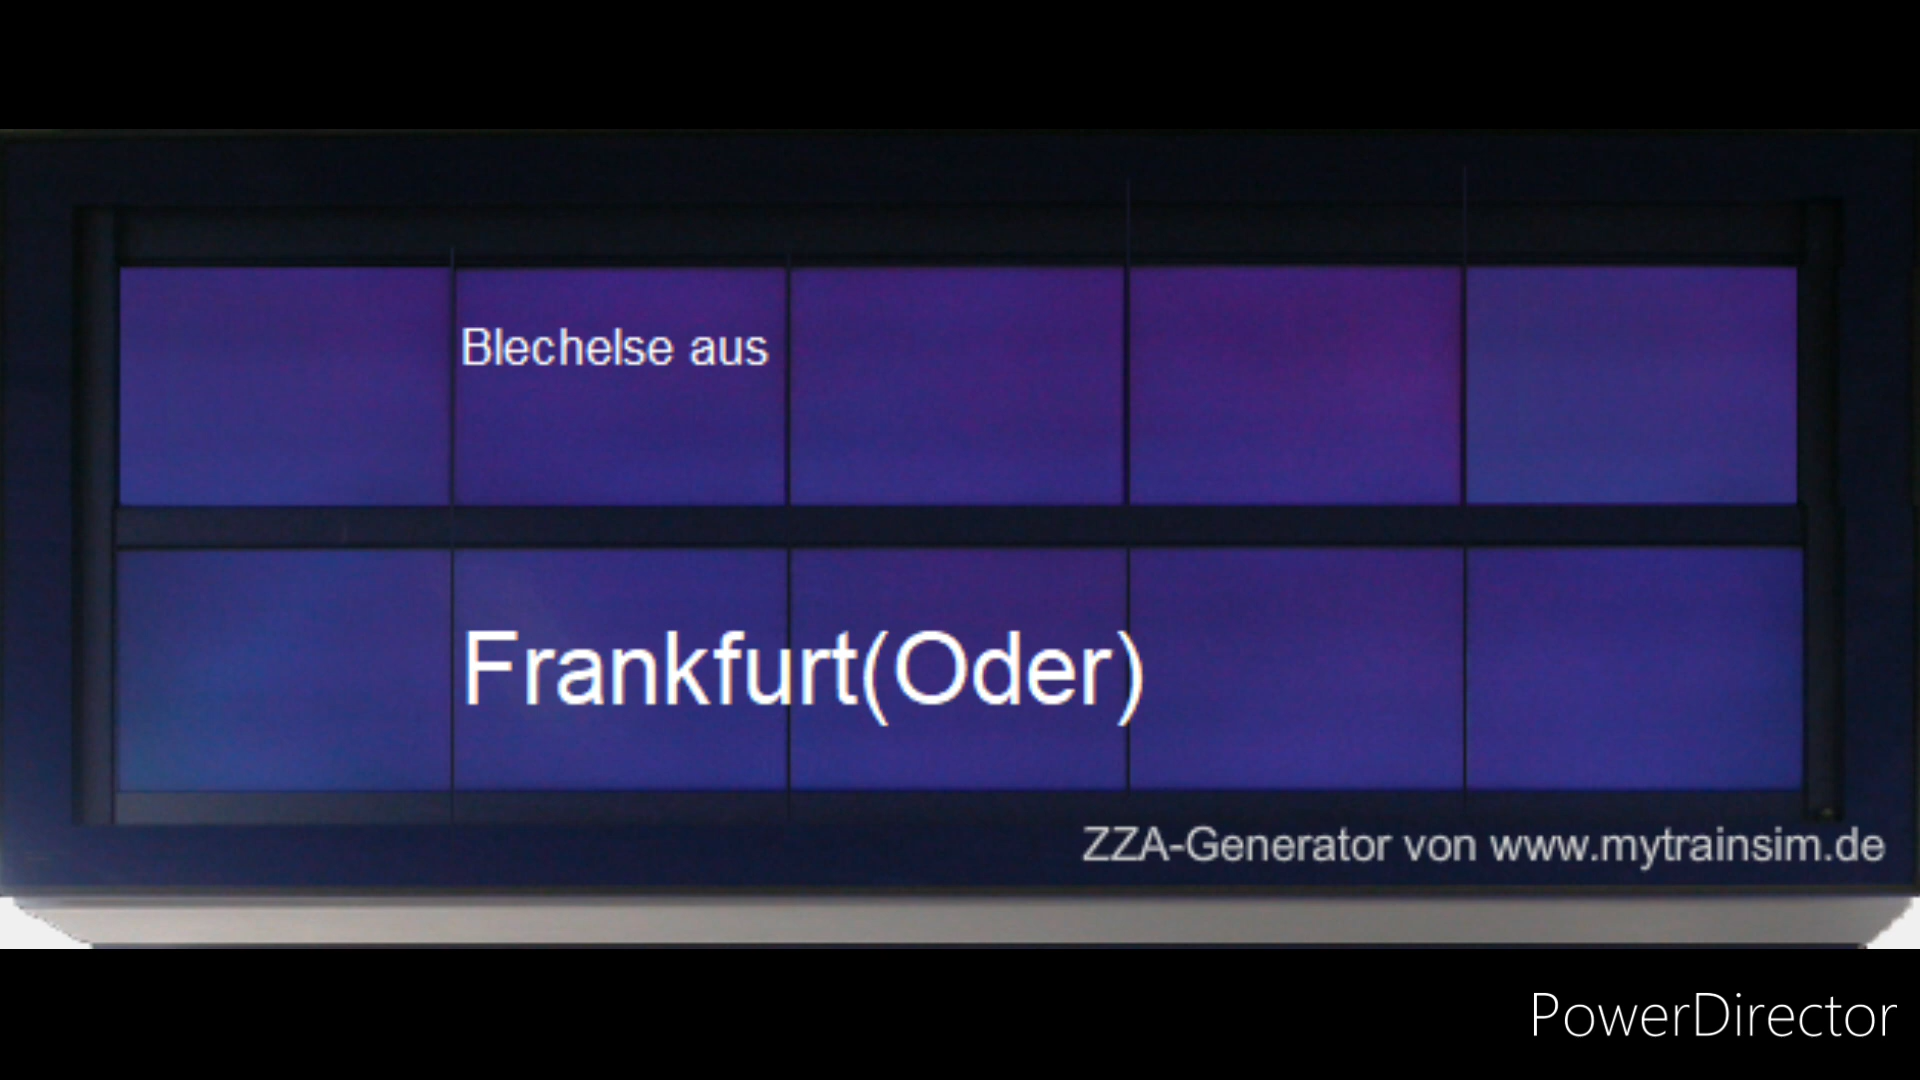 Blechelse aus
Frankfurt(Oder)
ZZA-Generator von www.mytrainsim.de
PowerDirector